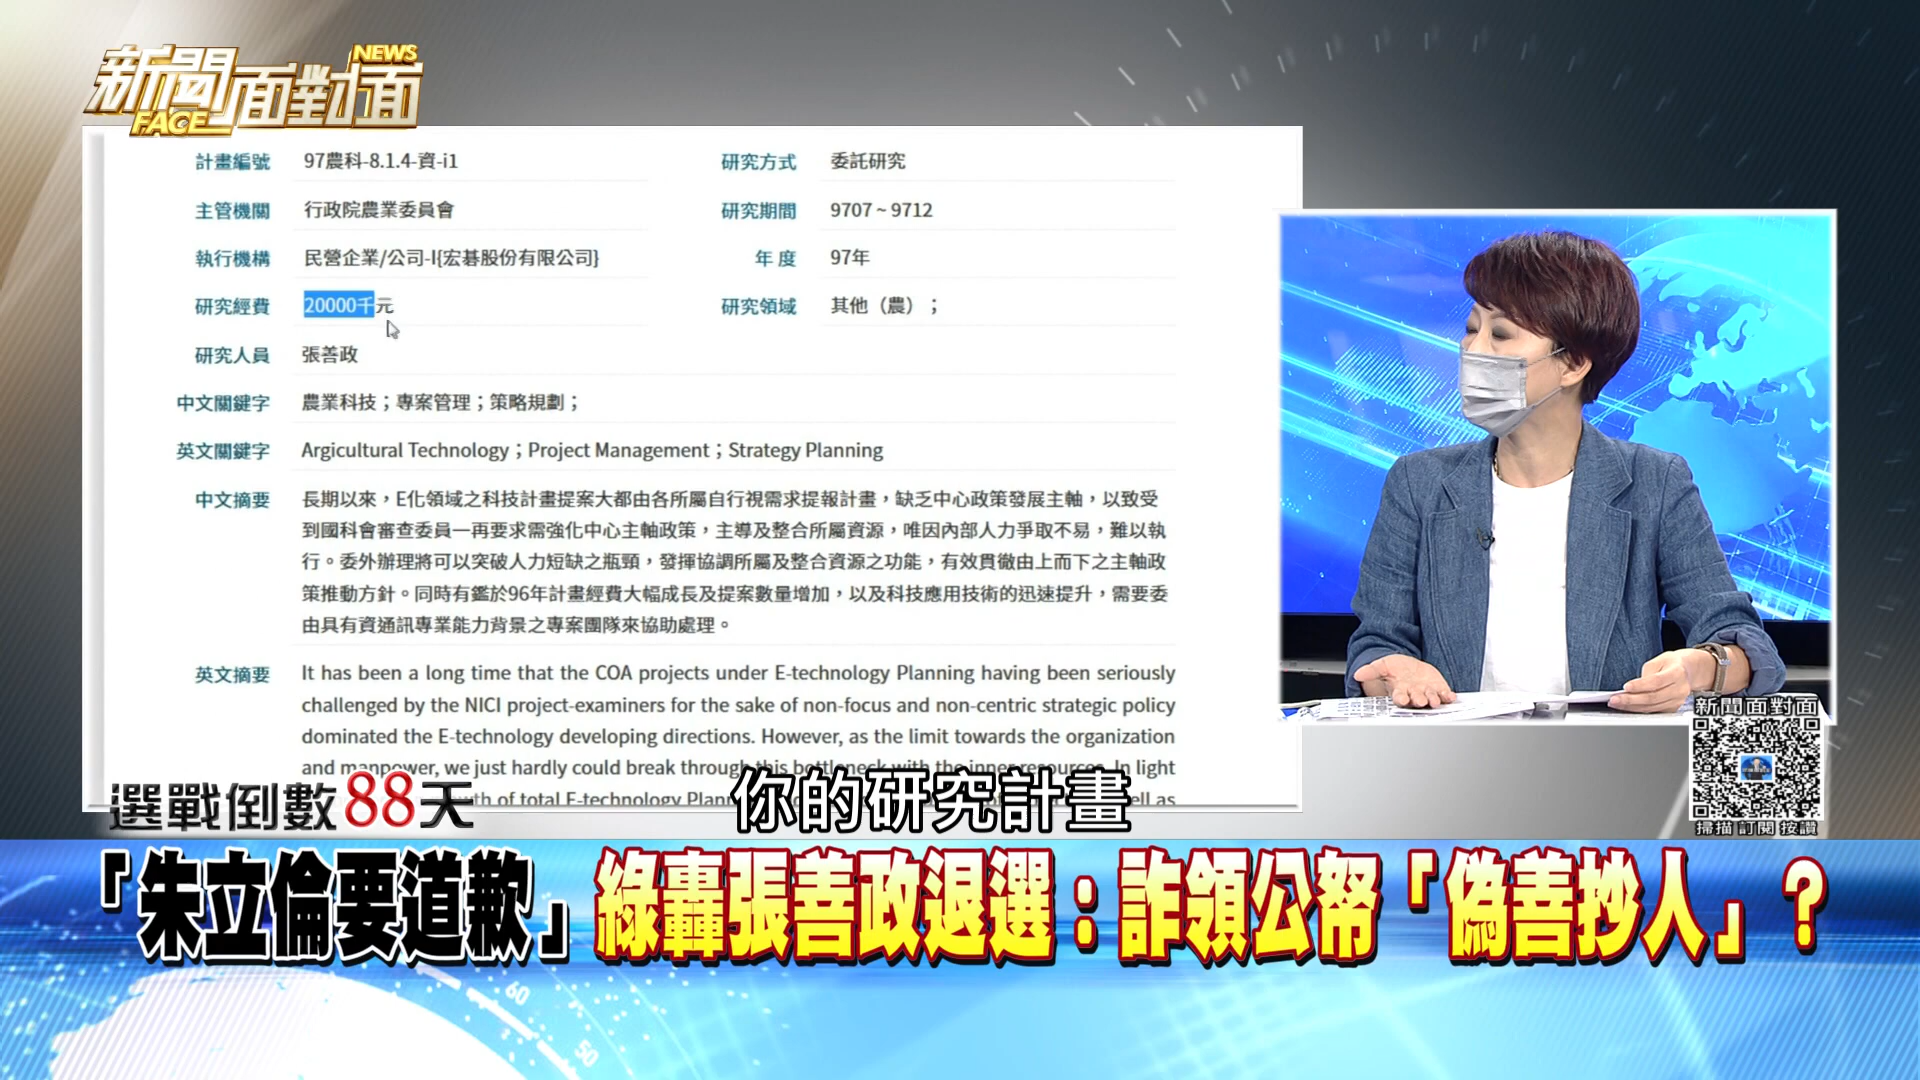 新聞面對面
NEWS
FACE
計畫編號 97農科-8.1.4-資-i1 研究方式 委託研究
主管機關 行政院農業委員會 研究期間 9707 ~ 9712
執行機構 民營企業/公司-I{宏碁股份有限公司} 年度 97年
研究經費 20000千元 研究領域 其他（農）；
研究人員 張善政
中文關鍵字 農業科技；專案管理；策略規劃；
英文關鍵字 Argicultural Technology；Project Management；Strategy Planning
中文摘要 長期以來，E化領域之科技計畫提案大都由各所屬自行視需求提報計畫，缺乏中心政策發展主軸，以致受
到國科會審查委員一再要求需強化中心主軸政策，主導及整合所屬資源，唯因內部人力爭取不易，難以執
行。委外辦理將可以突破人力短缺之瓶頸，發揮協調所屬及整合資源之功能，有效貫徹由上而下之主軸政
策推動方針。同時有鑑於96年計畫經費大幅成長及提案數量增加，以及科技應用技術的迅速提升，需要委
由具有資通訊專業能力背景之專案團隊來協助處理。
英文摘要 It has been a long time that the COA projects under E-technology Planning having been seriously
challenged by the NICI project-examiners for the sake of non-focus and non-centric strategic policy
dominated the E-technology developing directions. However, as the limit towards the organization
and manpower, we just hardly could break through this bottleneck with the inner resources. In light
of total E-technology
新聞面對面
掃描 訂閱 按讚
選戰倒數88天
你的研究計畫
「朱立倫要道歉」綠轟張善政退選：詐領公帑「偽善抄人」？
60
50